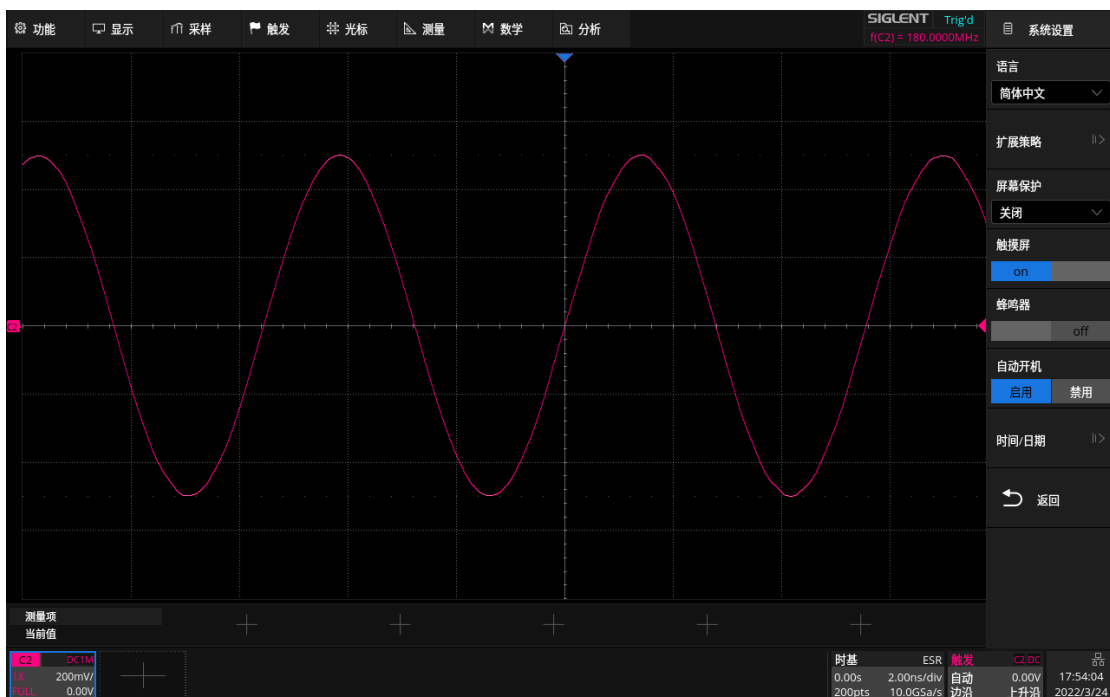 功能 显示 采样 触发 光标 测量 数学 分析 SIGLENT Trig'd 系统设置
f(C2) = 180.0000MHz
语言
简体中文
扩展策略
屏幕保护
关闭
触摸屏
on
蜂鸣器
off
自动开机
启用 禁用
时间/日期
返回
C2
测量项
当前值
C2 DC1M
1X 200mV/
FULL 0.00V
时基 ESR
0.00s 2.00ns/div
200pts 10.0GSa/s
触发 C2 DC
自动 0.00V
边沿 上升沿
17:54:04
2022/3/24